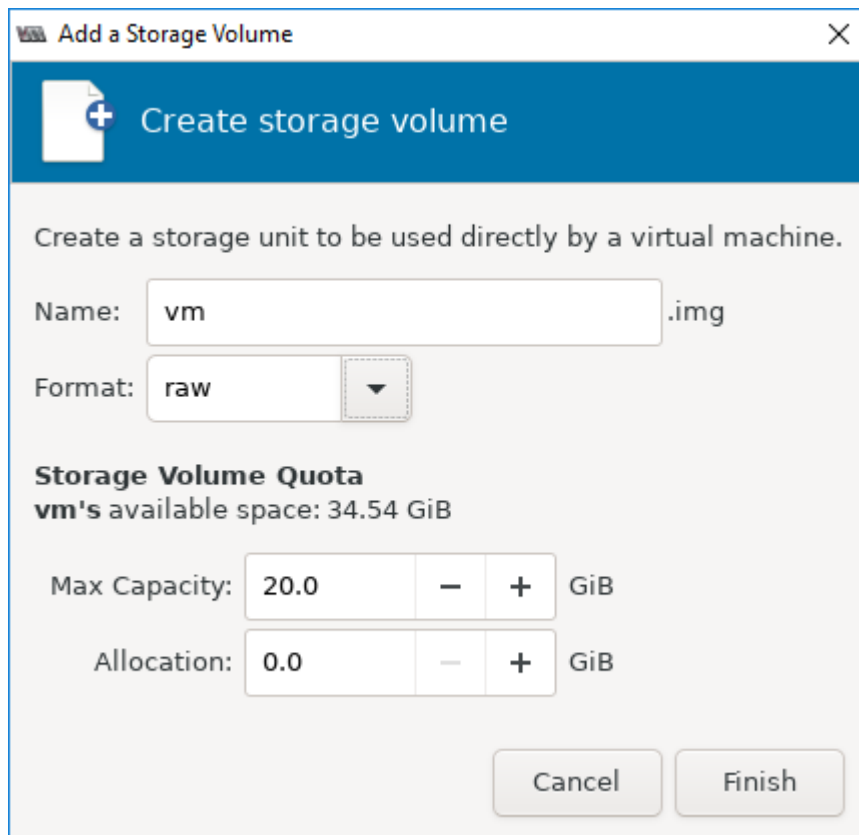 Add a Storage Volume
Create storage volume
Create a storage unit to be used directly by a virtual machine.
Name: vm .img
Format: raw
Storage Volume Quota
vm's available space: 34.54 GiB
Max Capacity: 20.0 − + GiB
Allocation: 0.0 − + GiB
Cancel Finish